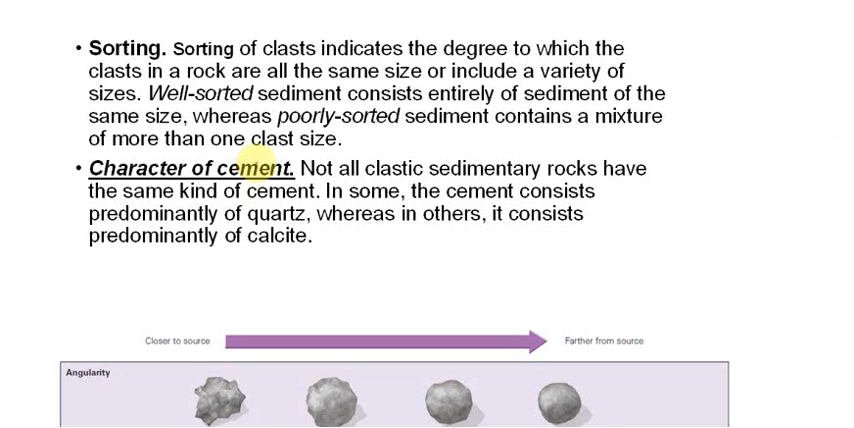 • Sorting. Sorting of clasts indicates the degree to which the
clasts in a rock are all the same size or include a variety of
sizes. Well-sorted sediment consists entirely of sediment of the
same size, whereas poorly-sorted sediment contains a mixture
of more than one clast size.
• Character of cement. Not all clastic sedimentary rocks have
the same kind of cement. In some, the cement consists
predominantly of quartz, whereas in others, it consists
predominantly of calcite.
Closer to source
Farther from source
Angularity